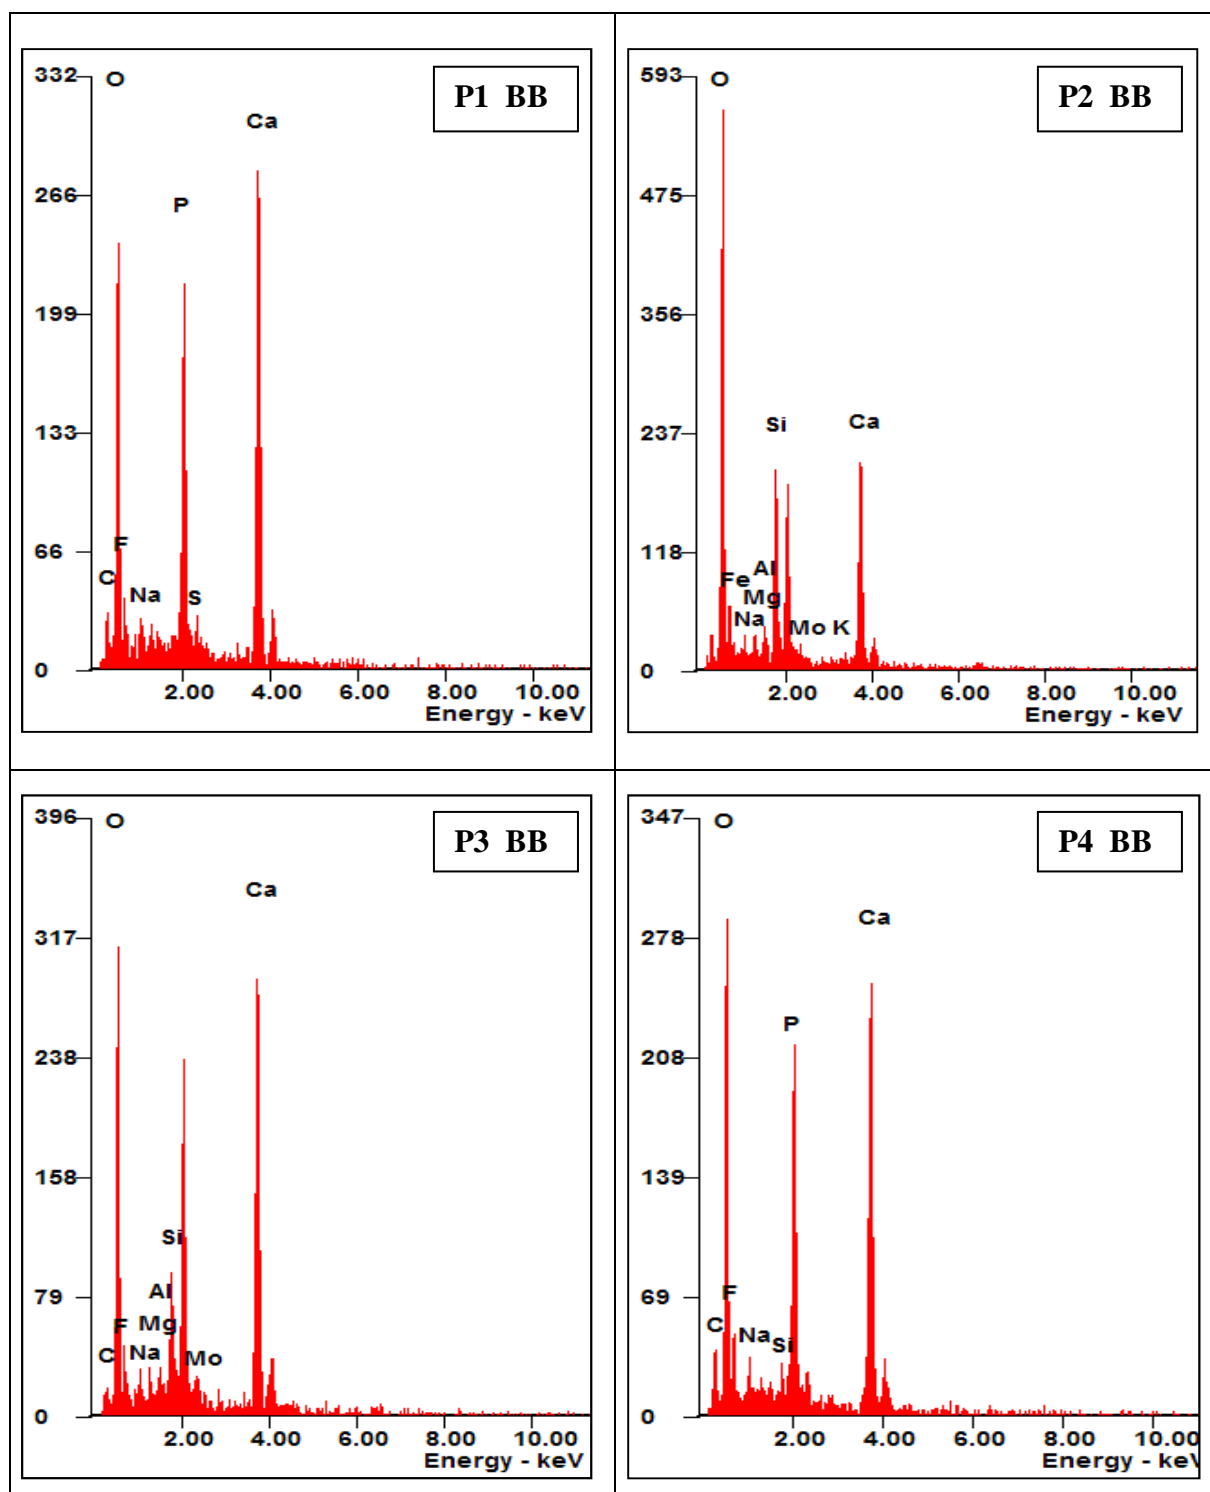 332
O
P1 BB
Ca
266
P
199
133
66
F
C
Na
S
0
2.00 4.00 6.00 8.00 10.00
Energy - keV
593
O
P2 BB
475
356
237
Si
Ca
118
Fe
Al
Mg
Na
Mo K
0
2.00 4.00 6.00 8.00 10.00
Energy - keV
396
O
P3 BB
Ca
317
238
158
Si
79
Al
F
Mg
C
Na
Mo
0
2.00 4.00 6.00 8.00 10.00
Energy - keV
347
O
P4 BB
278
Ca
208
P
139
69
F
C
Na
Si
0
2.00 4.00 6.00 8.00 10.00
Energy - keV